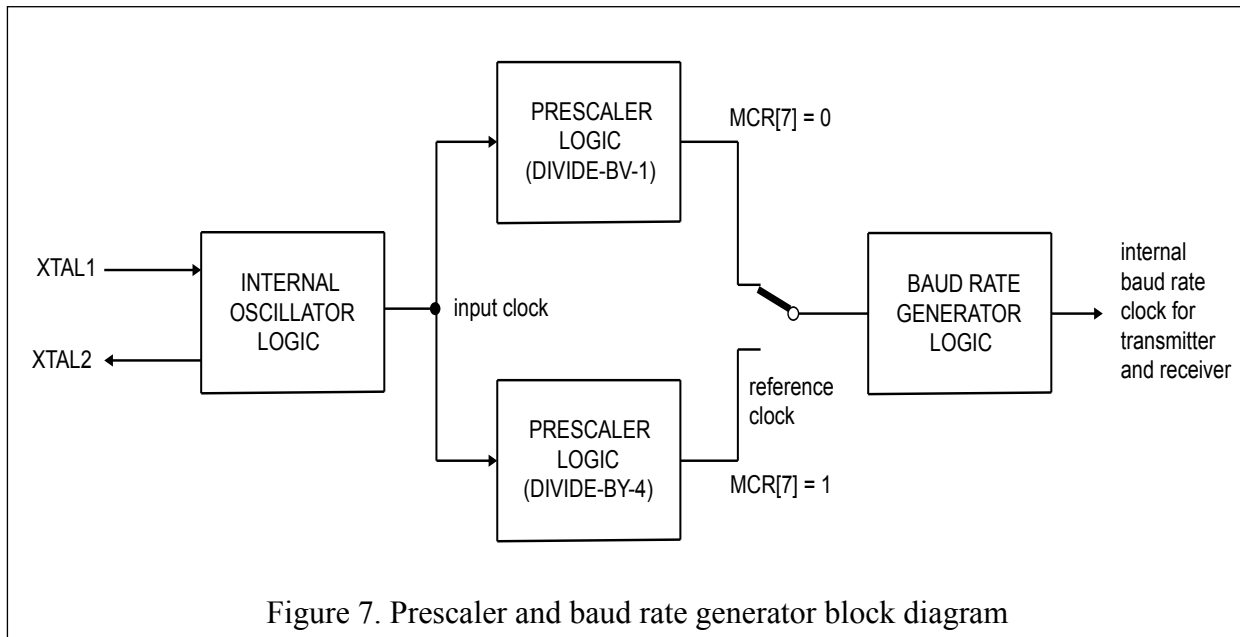 PRESCALER
LOGIC
(DIVIDE-BV-1)
MCR[7] = 0
XTAL1
XTAL2
INTERNAL
OSCILLATOR
LOGIC
input clock
BAUD RATE
GENERATOR
LOGIC
internal
baud rate
clock for
transmitter
and receiver
reference
clock
PRESCALER
LOGIC
(DIVIDE-BY-4)
MCR[7] = 1
Figure 7. Prescaler and baud rate generator block diagram